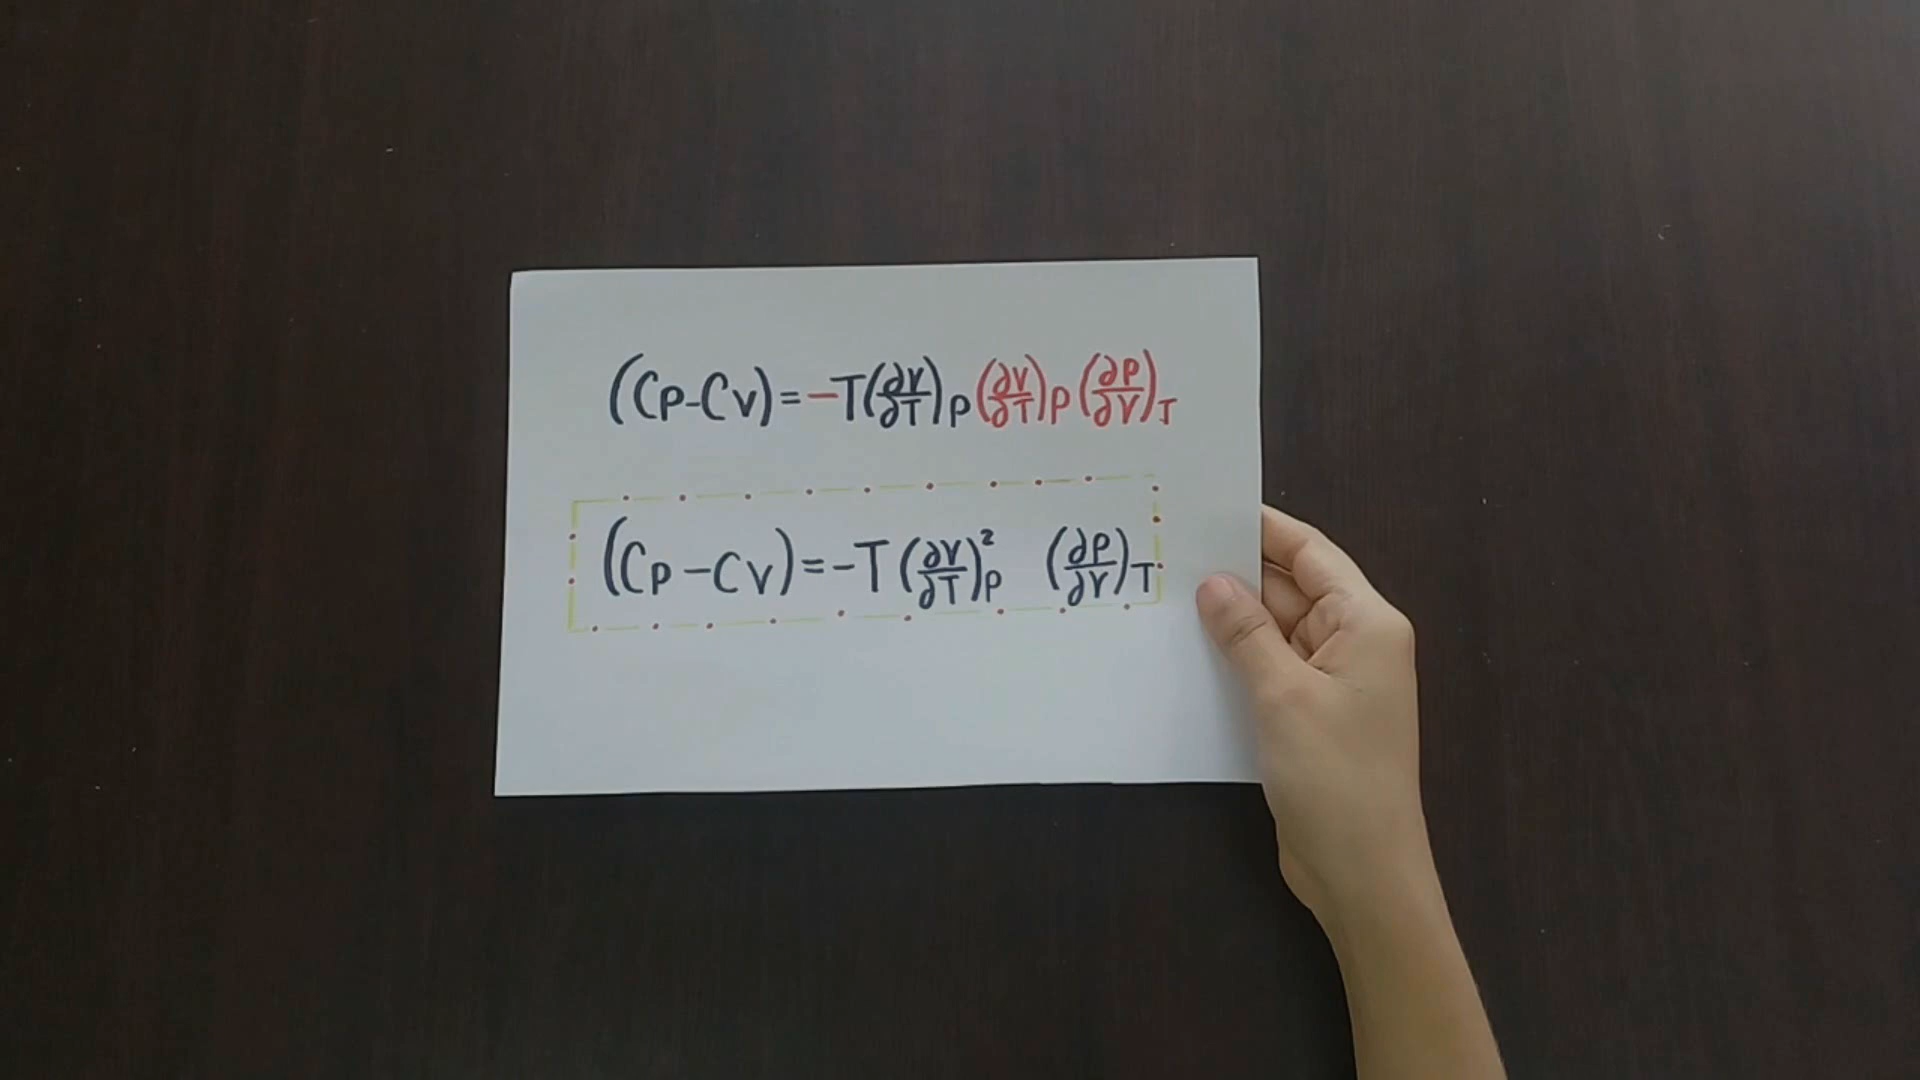 (Cp-Cv)=-T(∂V/∂T)P(∂V/∂T)P(∂P/∂V)T
(Cp-Cv)=-T(∂V/∂T)²P (∂P/∂V)T